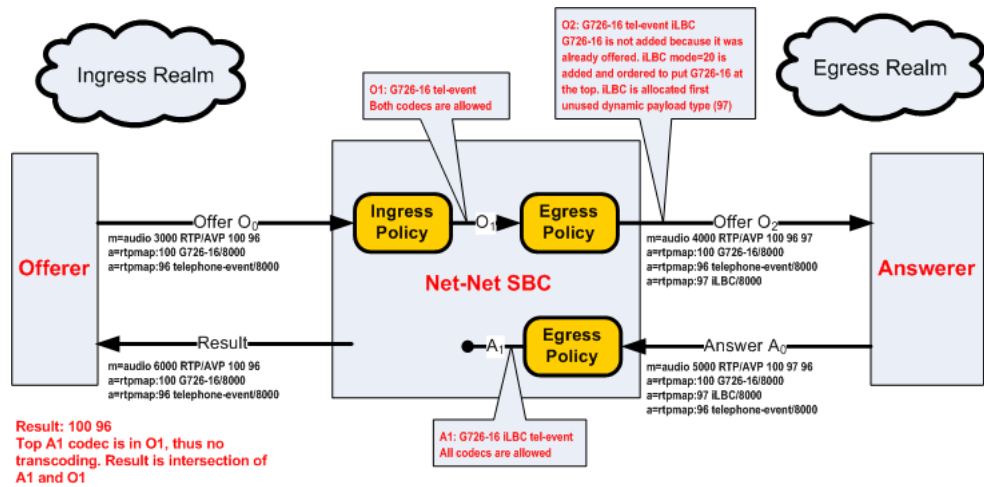 Ingress Realm
O1: G726-16 tel-event
Both codecs are allowed
O2: G726-16 tel-event iLBC
G726-16 is not added because it was
already offered. iLBC mode=20 is
added and ordered to put G726-16 at
the top. iLBC is allocated first
unused dynamic payload type (97)
Egress Realm
Offerer
Offer O0
m=audio 3000 RTP/AVP 100 96
a=rtpmap:100 G726-16/8000
a=rtpmap:96 telephone-event/8000
Ingress
Policy
O1
Egress
Policy
Net-Net SBC
Offer O2
m=audio 4000 RTP/AVP 100 96 97
a=rtpmap:100 G726-16/8000
a=rtpmap:96 telephone-event/8000
a=rtpmap:97 iLBC/8000
Answerer
Result
m=audio 6000 RTP/AVP 100 96
a=rtpmap:100 G726-16/8000
a=rtpmap:96 telephone-event/8000
A1
Egress
Policy
Answer A0
m=audio 5000 RTP/AVP 100 97 96
a=rtpmap:100 G726-16/8000
a=rtpmap:97 iLBC/8000
a=rtpmap:96 telephone-event/8000
Result: 100 96
Top A1 codec is in O1, thus no
transcoding. Result is intersection of
A1 and O1
A1: G726-16 iLBC tel-event
All codecs are allowed